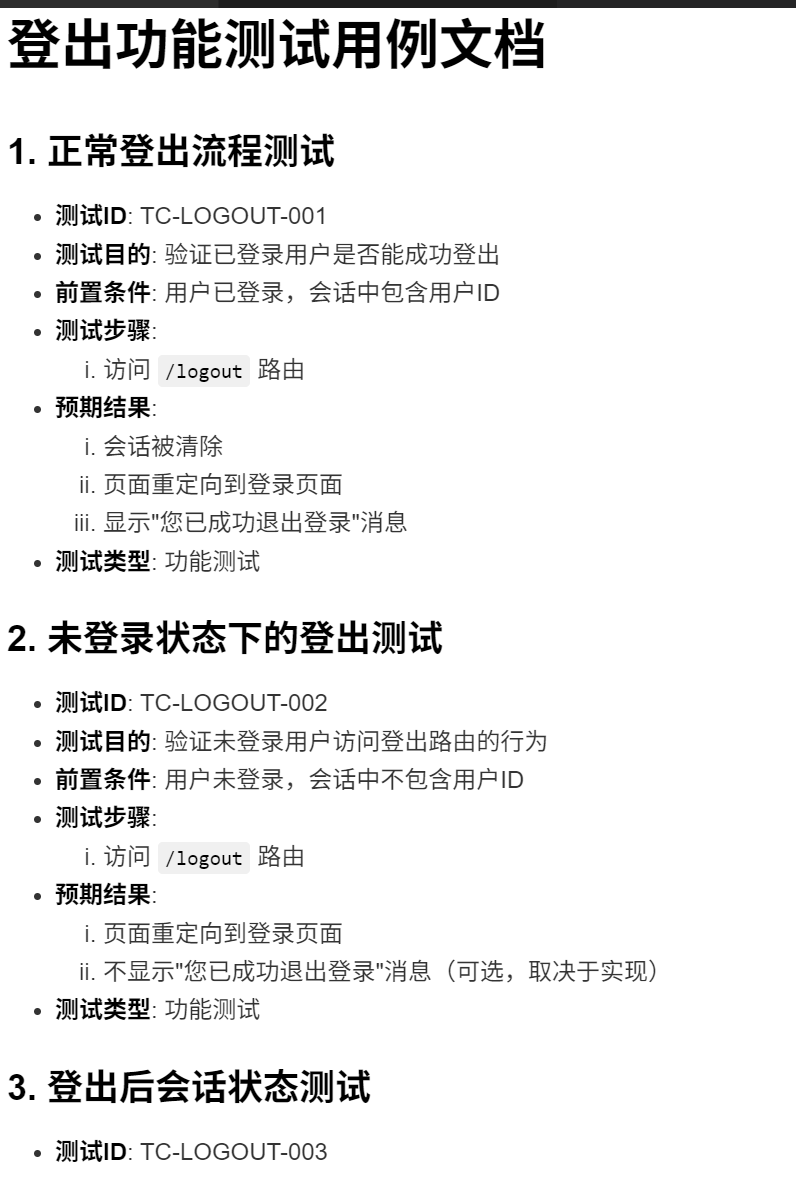 登出功能测试用例文档
1. 正常登出流程测试
• 测试ID: TC-LOGOUT-001
• 测试目的: 验证已登录用户是否能成功登出
• 前置条件: 用户已登录，会话中包含用户ID
• 测试步骤:
i. 访问 /logout 路由
• 预期结果:
i. 会话被清除
ii. 页面重定向到登录页面
iii. 显示"您已成功退出登录"消息
• 测试类型: 功能测试
2. 未登录状态下的登出测试
• 测试ID: TC-LOGOUT-002
• 测试目的: 验证未登录用户访问登出路由的行为
• 前置条件: 用户未登录，会话中不包含用户ID
• 测试步骤:
i. 访问 /logout 路由
• 预期结果:
i. 页面重定向到登录页面
ii. 不显示"您已成功退出登录"消息（可选，取决于实现）
• 测试类型: 功能测试
3. 登出后会话状态测试
• 测试ID: TC-LOGOUT-003